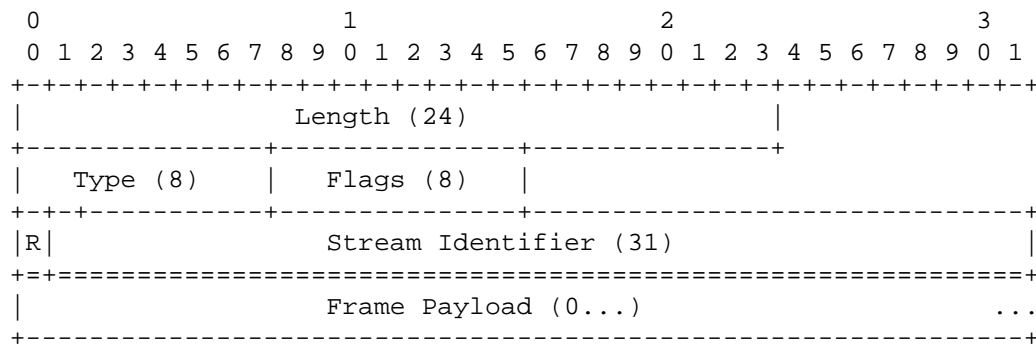 0                   1                   2                   3
 0 1 2 3 4 5 6 7 8 9 0 1 2 3 4 5 6 7 8 9 0 1 2 3 4 5 6 7 8 9 0 1
+-+-+-+-+-+-+-+-+-+-+-+-+-+-+-+-+-+-+-+-+-+-+-+-+-+-+-+-+-+-+-+-+
|                 Length (24)                   |
+---------------+---------------+---------------+
|   Type (8)    |   Flags (8)   |
+-+-+-----------+---------------+-------------------------------+
|R|                 Stream Identifier (31)                      |
+=+=============================================================+
|                   Frame Payload (0...)                      ...
+---------------------------------------------------------------+